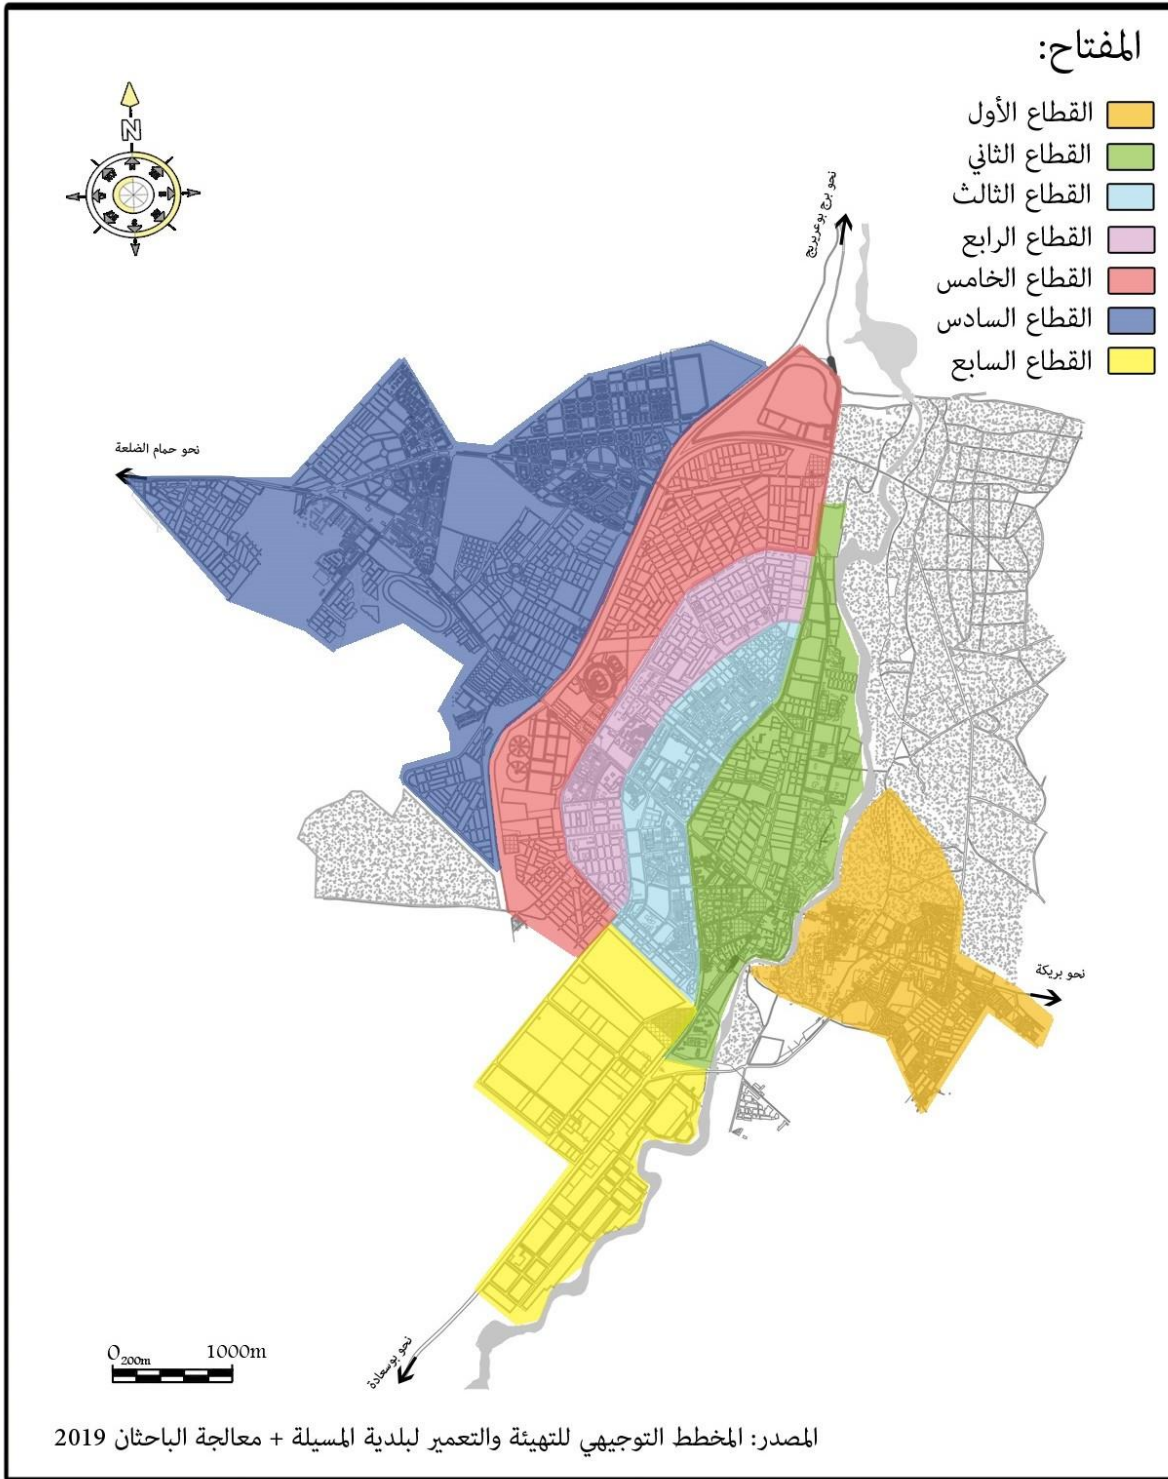 المفتاح:
القطاع الأول
القطاع الثاني
القطاع الثالث
القطاع الرابع
القطاع الخامس
القطاع السادس
القطاع السابع
N
نحو برج بوعريريج
نحو حمام الضلعة
نحو بريكة
نحو بوسعادة
0 200m 1000m
المصدر: المخطط التوجيهي للتهيئة والتعمير لبلدية المسيلة + معالجة الباحثان 2019